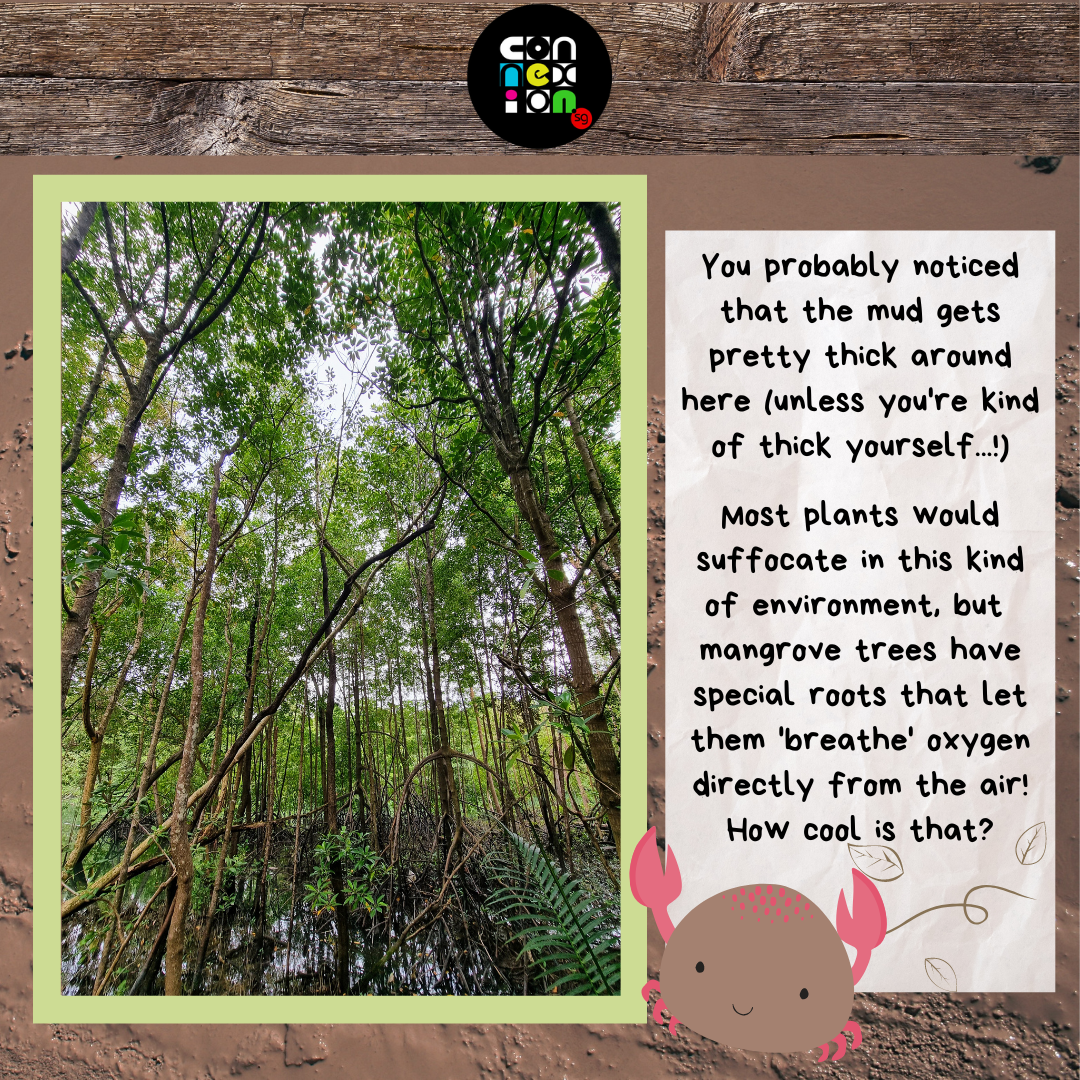 con
nex
ion
sg
You probably noticed
that the mud gets
pretty thick around
here (unless you're kind
of thick yourself...!)
Most plants would
suffocate in this kind
of environment, but
mangrove trees have
special roots that let
them 'breathe' oxygen
directly from the air!
How cool is that?